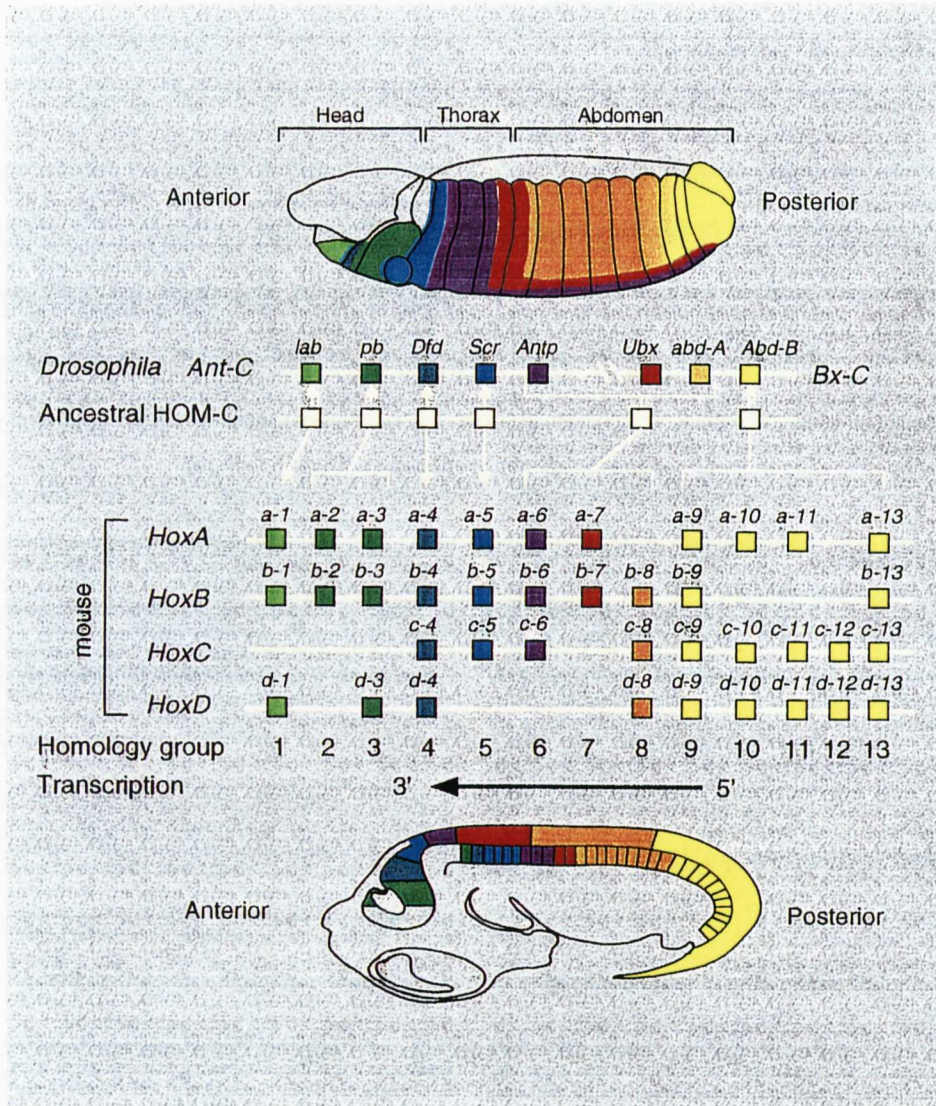 Head Thorax Abdomen
Anterior Posterior
lab pb Dfd Scr Antp Ubx abd-A Abd-B
Drosophila Ant-C Bx-C
Ancestral HOM-C
a-1 a-2 a-3 a-4 a-5 a-6 a-7 a-9 a-10 a-11 a-13
HoxA
b-1 b-2 b-3 b-4 b-5 b-6 b-7 b-8 b-9 b-13
HoxB
mouse
c-4 c-5 c-6 c-8 c-9 c-10 c-11 c-12 c-13
HoxC
d-1 d-3 d-4 d-8 d-9 d-10 d-11 d-12 d-13
HoxD
Homology group 1 2 3 4 5 6 7 8 9 10 11 12 13
Transcription 3' 5'
Anterior Posterior